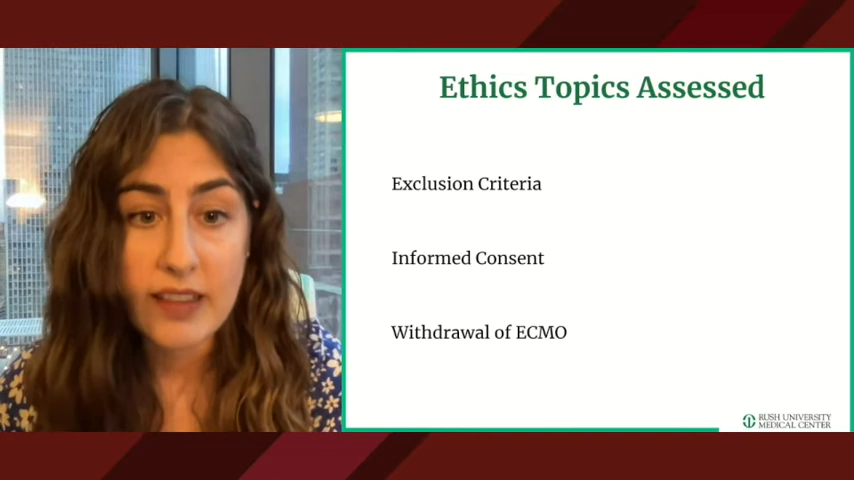 Ethics Topics Assessed
Exclusion Criteria
Informed Consent
Withdrawal of ECMO
RUSH UNIVERSITY
MEDICAL CENTER